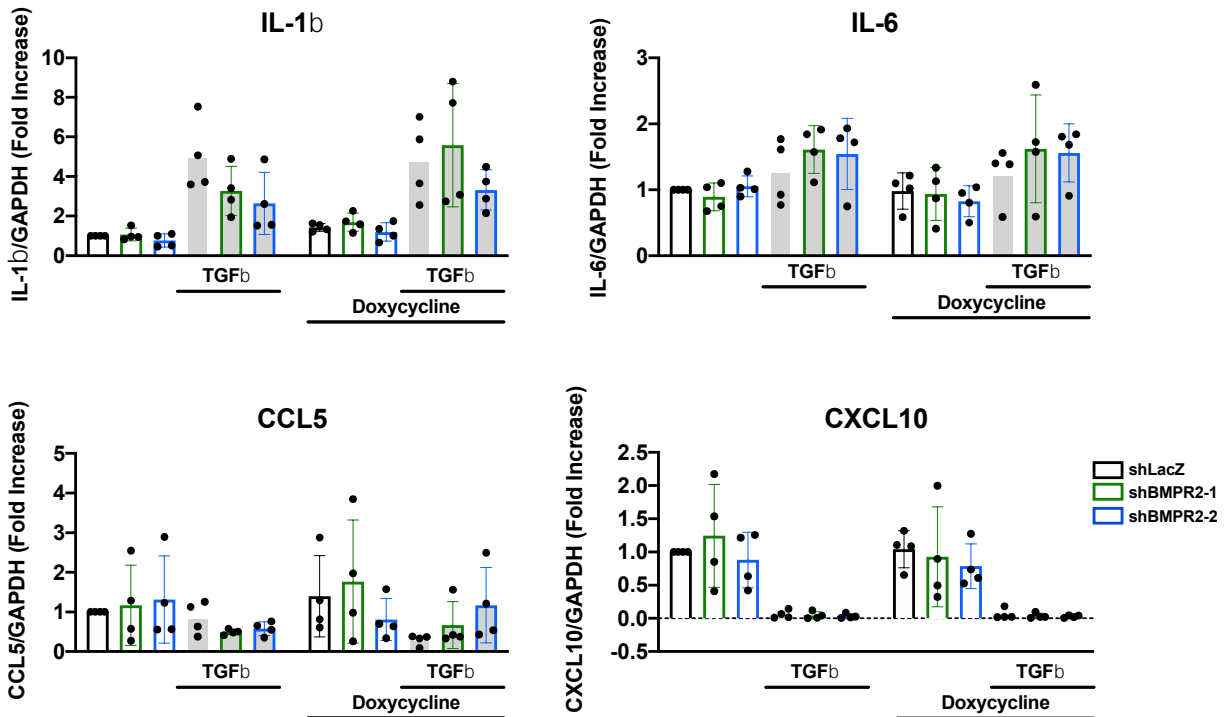 IL-1b
IL-1b/GAPDH (Fold Increase)
10
8
6
4
2
0
TGFb
TGFb
Doxycycline
IL-6
IL-6/GAPDH (Fold Increase)
3
2
1
0
TGFb
TGFb
Doxycycline
CCL5
CCL5/GAPDH (Fold Increase)
5
4
3
2
1
0
TGFb
TGFb
Doxycycline
CXCL10
CXCL10/GAPDH (Fold Increase)
2.5
2.0
1.5
1.0
0.5
0.0
-0.5
TGFb
TGFb
Doxycycline
shLacZ
shBMPR2-1
shBMPR2-2